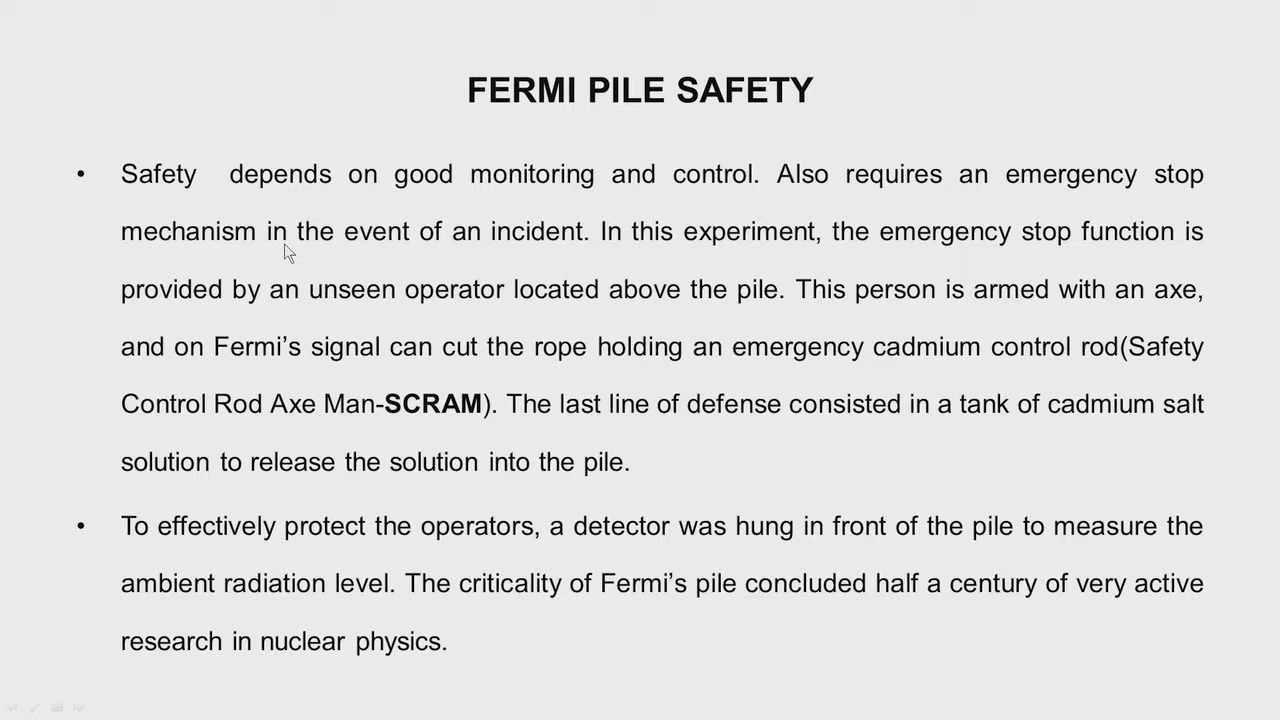 FERMI PILE SAFETY
• Safety depends on good monitoring and control. Also requires an emergency stop
mechanism in the event of an incident. In this experiment, the emergency stop function is
provided by an unseen operator located above the pile. This person is armed with an axe,
and on Fermi’s signal can cut the rope holding an emergency cadmium control rod(Safety
Control Rod Axe Man-SCRAM). The last line of defense consisted in a tank of cadmium salt
solution to release the solution into the pile.
• To effectively protect the operators, a detector was hung in front of the pile to measure the
ambient radiation level. The criticality of Fermi’s pile concluded half a century of very active
research in nuclear physics.